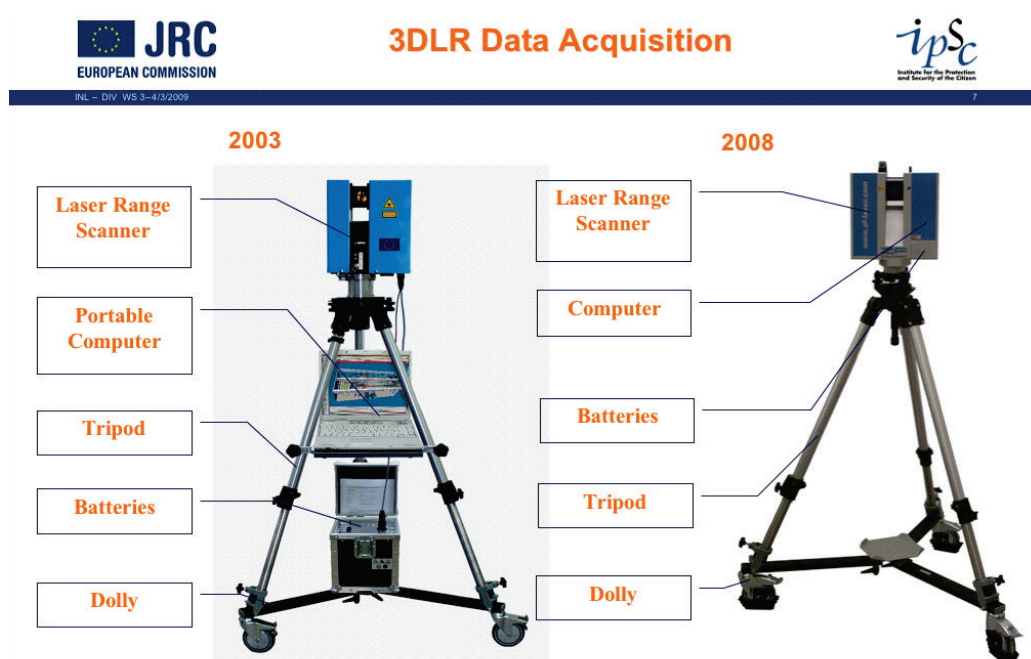 JRC
EUROPEAN COMMISSION
3DLR Data Acquisition
ipSc
Institute for the Protection
and Security of the Citizen
INL – DIV WS 3–4/3/2009
7
2003
Laser Range
Scanner
Portable
Computer
Tripod
Batteries
Dolly
2008
Laser Range
Scanner
Computer
Batteries
Tripod
Dolly